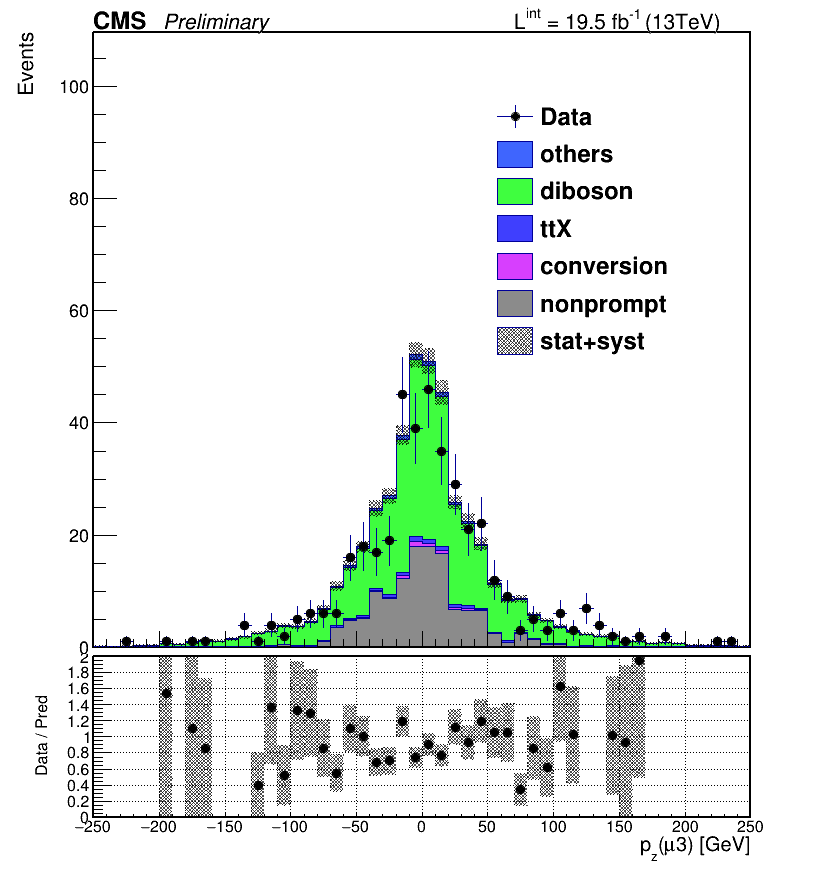 CMS Preliminary L^int = 19.5 fb^-1 (13TeV)
Events
100
80
60
40
20
0
Data
others
diboson
ttX
conversion
nonprompt
stat+syst
Data / Pred
2
1.8
1.6
1.4
1.2
1
0.8
0.6
0.4
0.2
0
−250 −200 −150 −100 −50 0 50 100 150 200 250
p_z(μ3) [GeV]